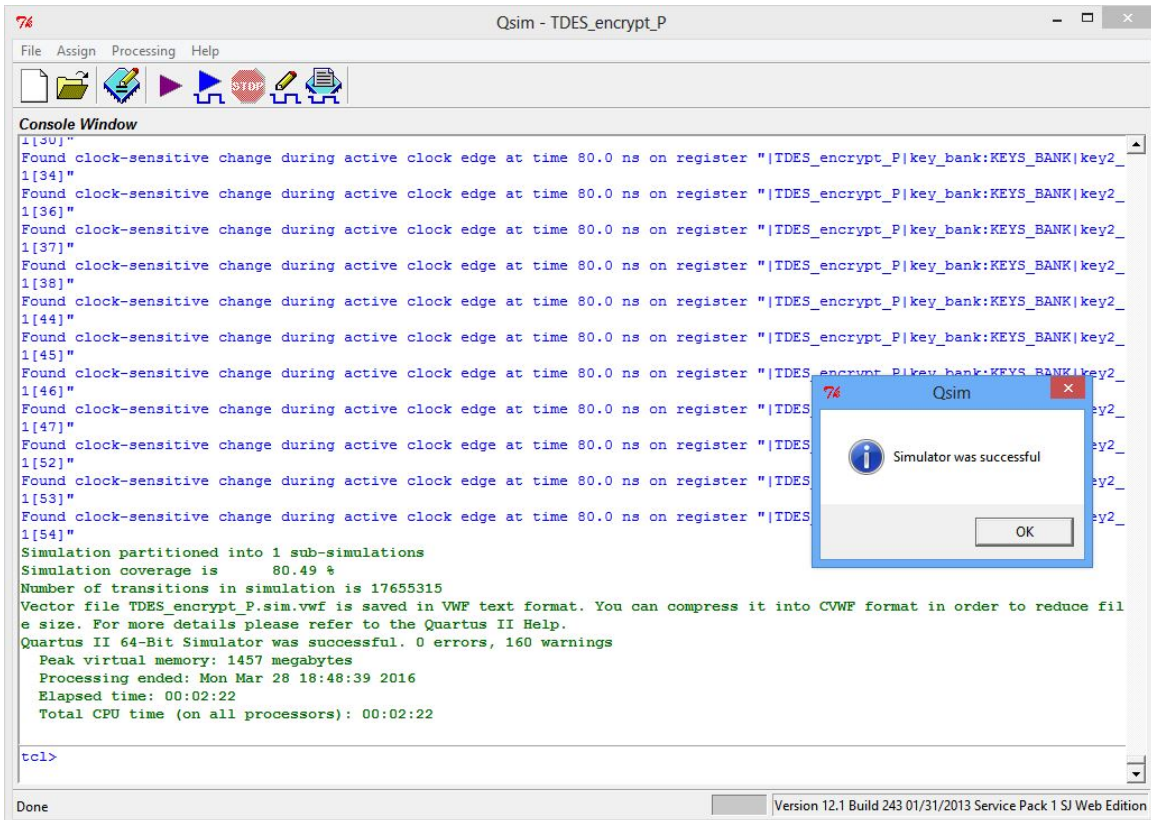 Qsim - TDES_encrypt_P
File Assign Processing Help
STOP
Console Window
1[30]"
Found clock-sensitive change during active clock edge at time 80.0 ns on register "|TDES_encrypt_P|key_bank:KEYS_BANK|key2_
1[34]"
Found clock-sensitive change during active clock edge at time 80.0 ns on register "|TDES_encrypt_P|key_bank:KEYS_BANK|key2_
1[36]"
Found clock-sensitive change during active clock edge at time 80.0 ns on register "|TDES_encrypt_P|key_bank:KEYS_BANK|key2_
1[37]"
Found clock-sensitive change during active clock edge at time 80.0 ns on register "|TDES_encrypt_P|key_bank:KEYS_BANK|key2_
1[38]"
Found clock-sensitive change during active clock edge at time 80.0 ns on register "|TDES_encrypt_P|key_bank:KEYS_BANK|key2_
1[44]"
Found clock-sensitive change during active clock edge at time 80.0 ns on register "|TDES_encrypt_P|key_bank:KEYS_BANK|key2_
1[45]"
Found clock-sensitive change during active clock edge at time 80.0 ns on register "|TDES_encrypt_P|key_bank:KEYS_BANK|key2_
1[46]"
Found clock-sensitive change during active clock edge at time 80.0 ns on register "|TDES ey2_
1[47]"
Found clock-sensitive change during active clock edge at time 80.0 ns on register "|TDES ey2_
1[52]"
Found clock-sensitive change during active clock edge at time 80.0 ns on register "|TDES ey2_
1[53]"
Found clock-sensitive change during active clock edge at time 80.0 ns on register "|TDES ey2_
1[54]"
Simulation partitioned into 1 sub-simulations
Simulation coverage is 80.49 %
Number of transitions in simulation is 17655315
Vector file TDES_encrypt_P.sim.vwf is saved in VWF text format. You can compress it into CVWF format in order to reduce fil
e size. For more details please refer to the Quartus II Help.
Quartus II 64-Bit Simulator was successful. 0 errors, 160 warnings
Peak virtual memory: 1457 megabytes
Processing ended: Mon Mar 28 18:48:39 2016
Elapsed time: 00:02:22
Total CPU time (on all processors): 00:02:22
tcl>
Qsim
Simulator was successful
OK
Done
Version 12.1 Build 243 01/31/2013 Service Pack 1 SJ Web Edition